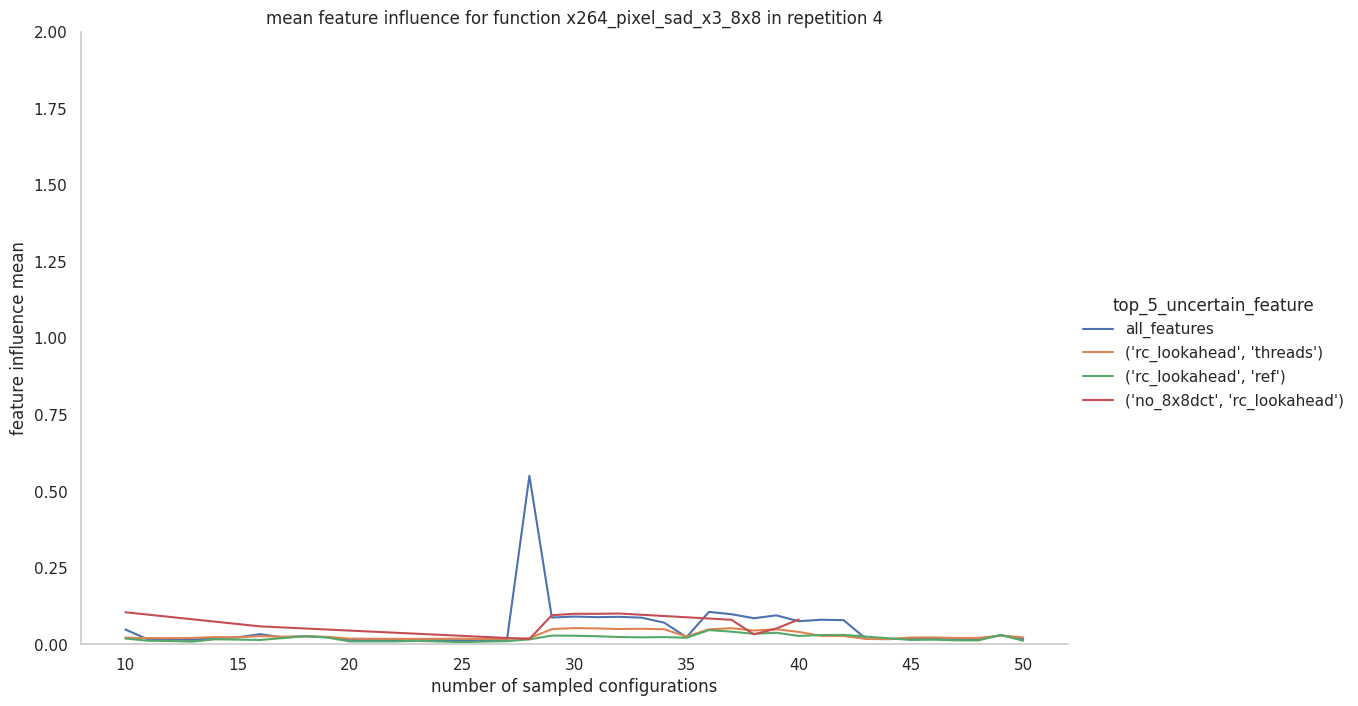 mean feature influence for function x264_pixel_sad_x3_8x8 in repetition 4
2.00
1.75
1.50
1.25
1.00
0.75
0.50
0.25
0.00
feature influence mean
10 15 20 25 30 35 40 45 50
number of sampled configurations
top_5_uncertain_feature
all_features
('rc_lookahead', 'threads')
('rc_lookahead', 'ref')
('no_8x8dct', 'rc_lookahead')